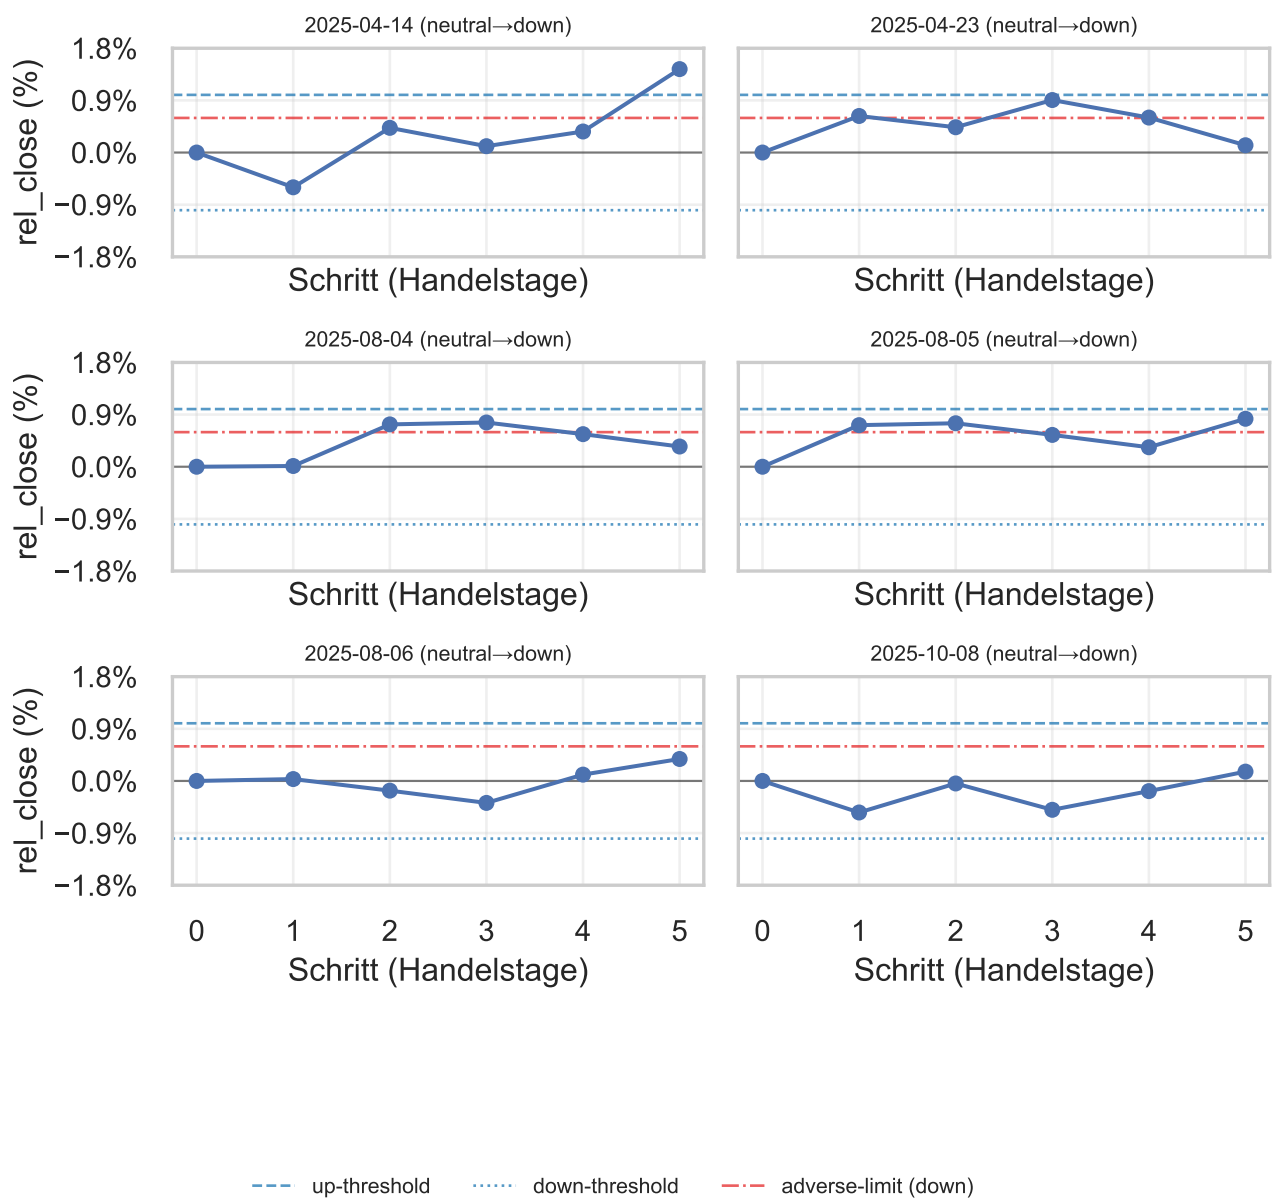 2025-04-14 (neutral→down)
2025-04-23 (neutral→down)
rel_close (%)
1.8%
0.9%
0.0%
−0.9%
−1.8%
Schritt (Handelstage)
Schritt (Handelstage)
2025-08-04 (neutral→down)
2025-08-05 (neutral→down)
rel_close (%)
1.8%
0.9%
0.0%
−0.9%
−1.8%
Schritt (Handelstage)
Schritt (Handelstage)
2025-08-06 (neutral→down)
2025-10-08 (neutral→down)
rel_close (%)
1.8%
0.9%
0.0%
−0.9%
−1.8%
0 1 2 3 4 5
0 1 2 3 4 5
Schritt (Handelstage)
Schritt (Handelstage)
up-threshold
down-threshold
adverse-limit (down)